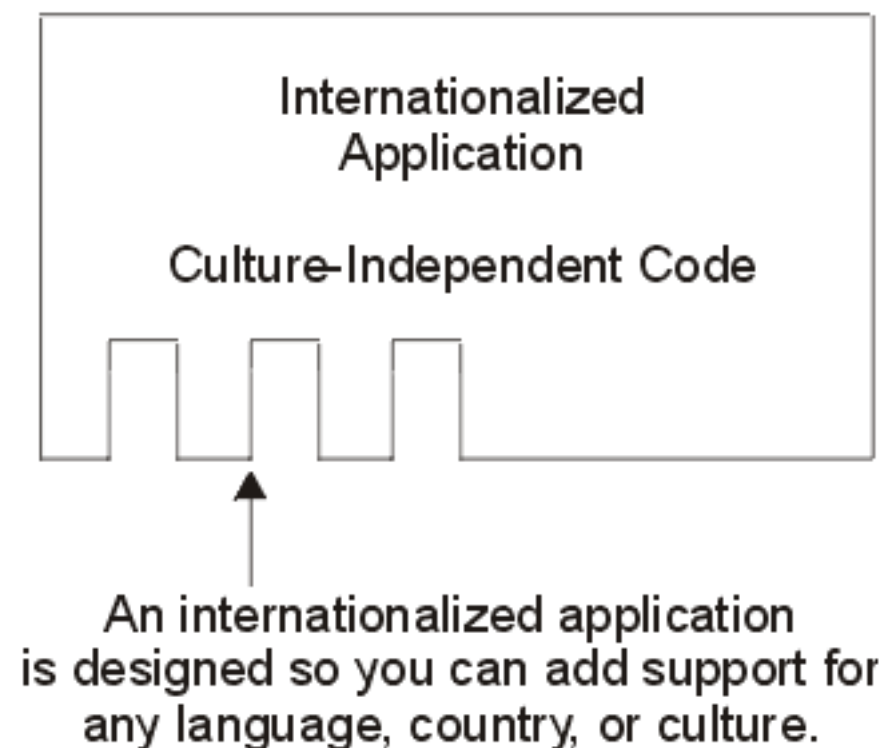 Internationalized
Application
Culture-Independent Code
An internationalized application
is designed so you can add support for
any language, country, or culture.